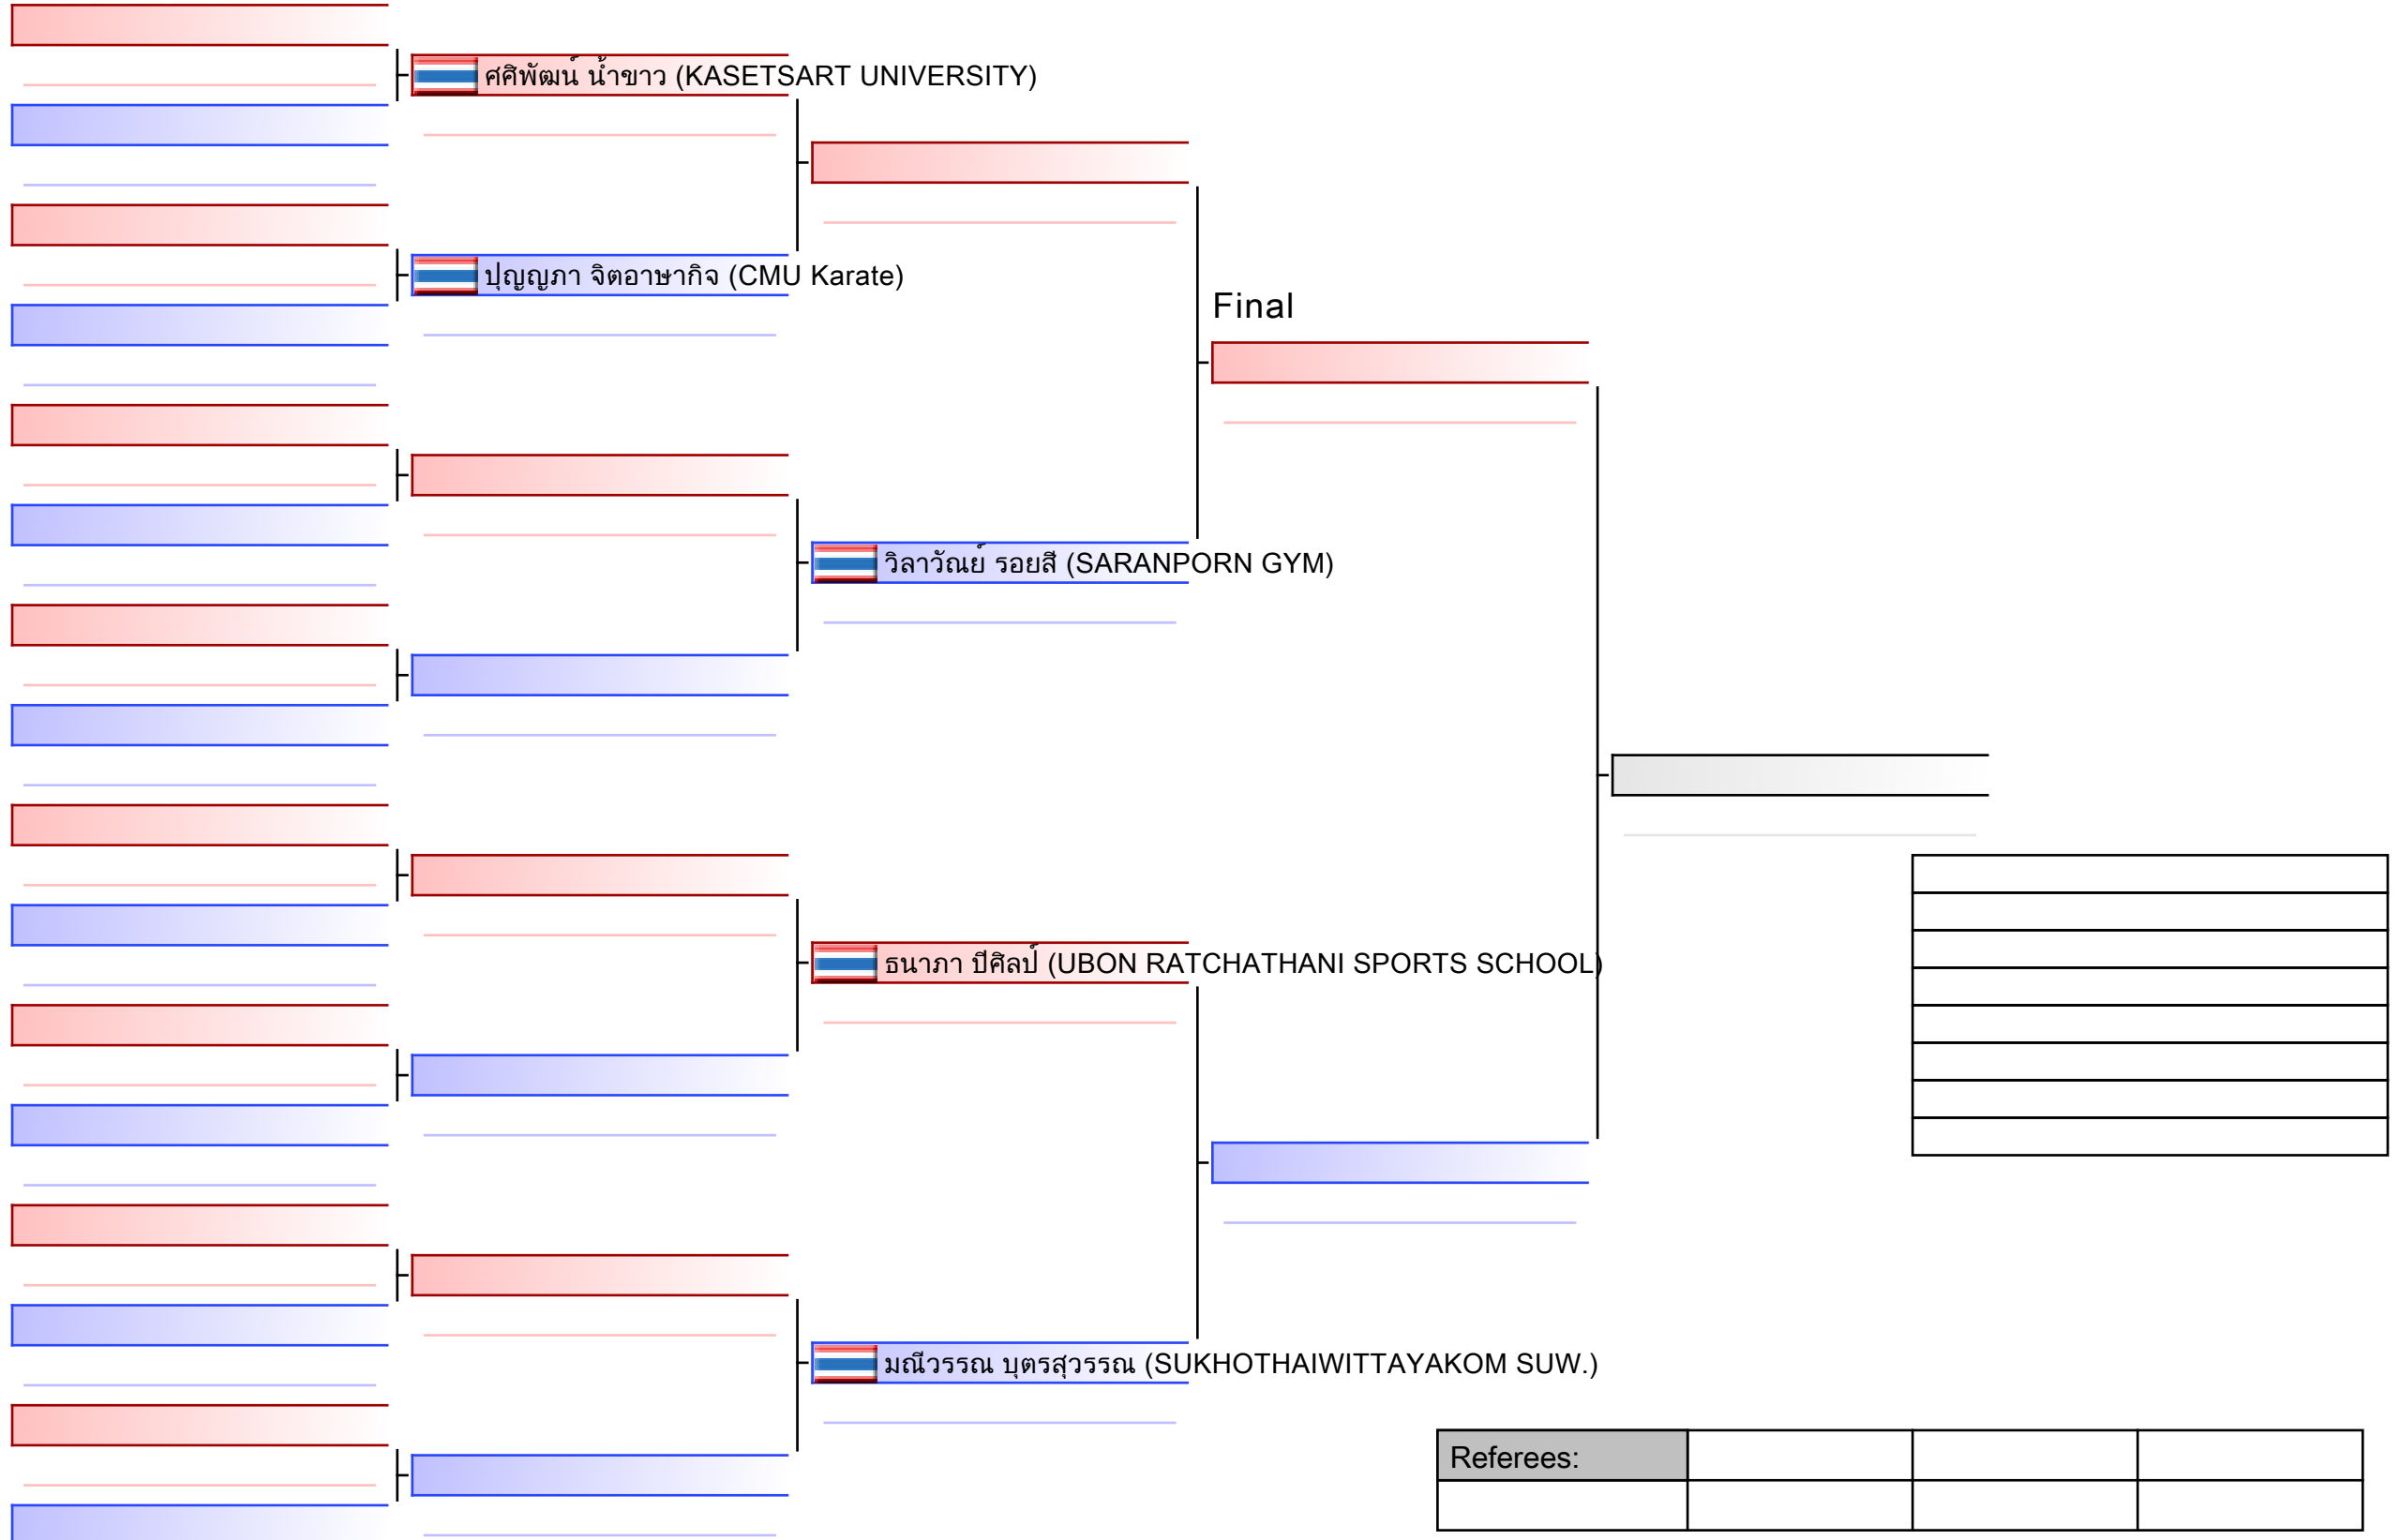 ศศิพัฒน์ น้ำขาว (KASETSART UNIVERSITY)
ปุญญภา จิตอาษากิจ (CMU Karate)
Final
วิลาวัณย์ รอยสี (SARANPORN GYM)
ธนาภา ปีศิลป์ (UBON RATCHATHANI SPORTS SCHOOL)
มณีวรรณ บุตรสุวรรณ (SUKHOTHAIWITTAYAKOM SUW.)
Referees: